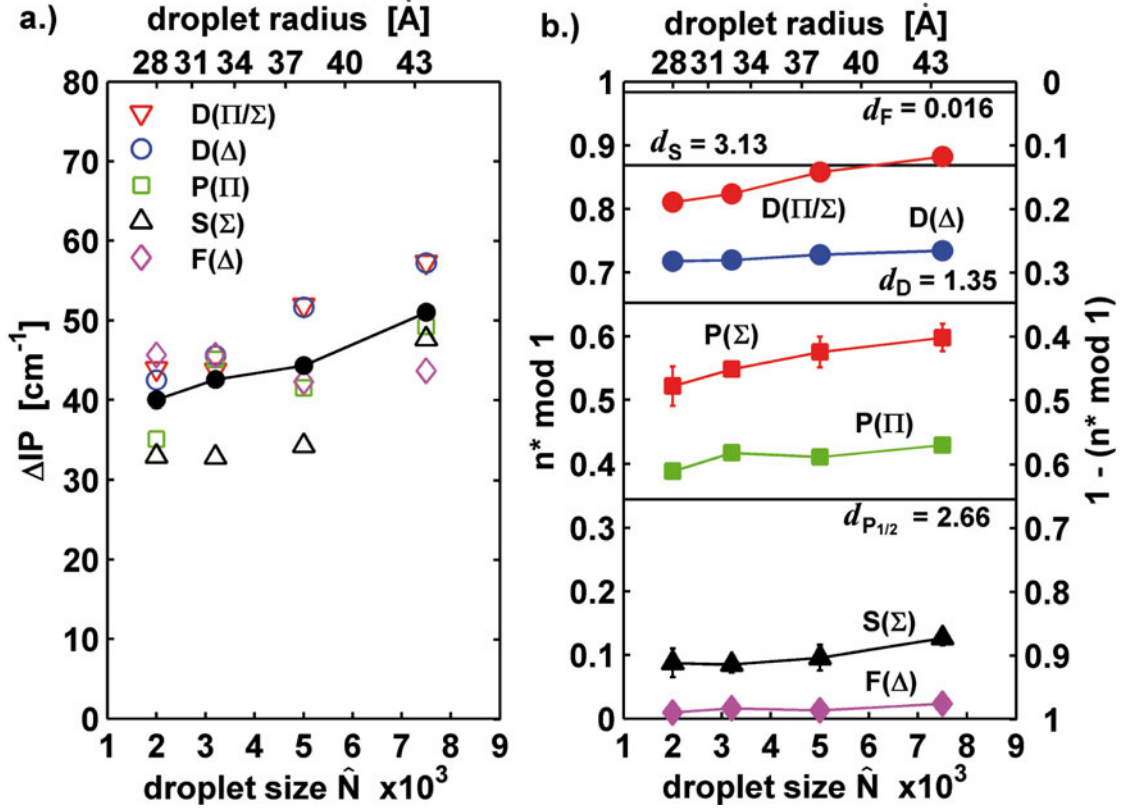 a.)
droplet radius [Å]
28 31 34 37 40 43
80
70
60
50
40
30
20
10
0
ΔIP [cm⁻¹]
D(Π/Σ)
D(Δ)
P(Π)
S(Σ)
F(Δ)
1 2 3 4 5 6 7 8 9
droplet size N̂ x10³
b.)
droplet radius [Å]
28 31 34 37 40 43
1
0.9
0.8
0.7
0.6
0.5
0.4
0.3
0.2
0.1
0
n* mod 1
d_F = 0.016
d_S = 3.13
D(Π/Σ)
D(Δ)
d_D = 1.35
P(Σ)
P(Π)
d_P1/2 = 2.66
S(Σ)
F(Δ)
0
0.1
0.2
0.3
0.4
0.5
0.6
0.7
0.8
0.9
1
1 - (n* mod 1)
1 2 3 4 5 6 7 8 9
droplet size N̂ x10³